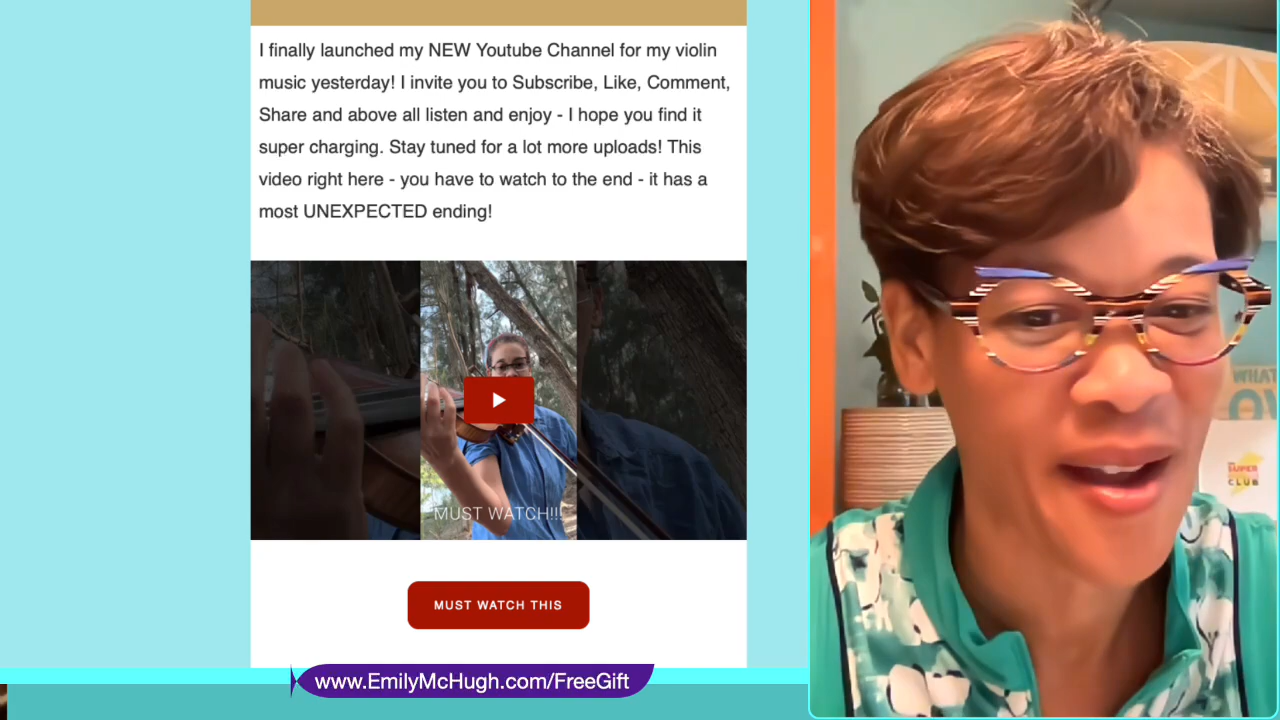 I finally launched my NEW Youtube Channel for my violin
music yesterday! I invite you to Subscribe, Like, Comment,
Share and above all listen and enjoy - I hope you find it
super charging. Stay tuned for a lot more uploads! This
video right here - you have to watch to the end - it has a
most UNEXPECTED ending!
MUST WATCH!!!
MUST WATCH THIS
www.EmilyMcHugh.com/FreeGift
CLUB